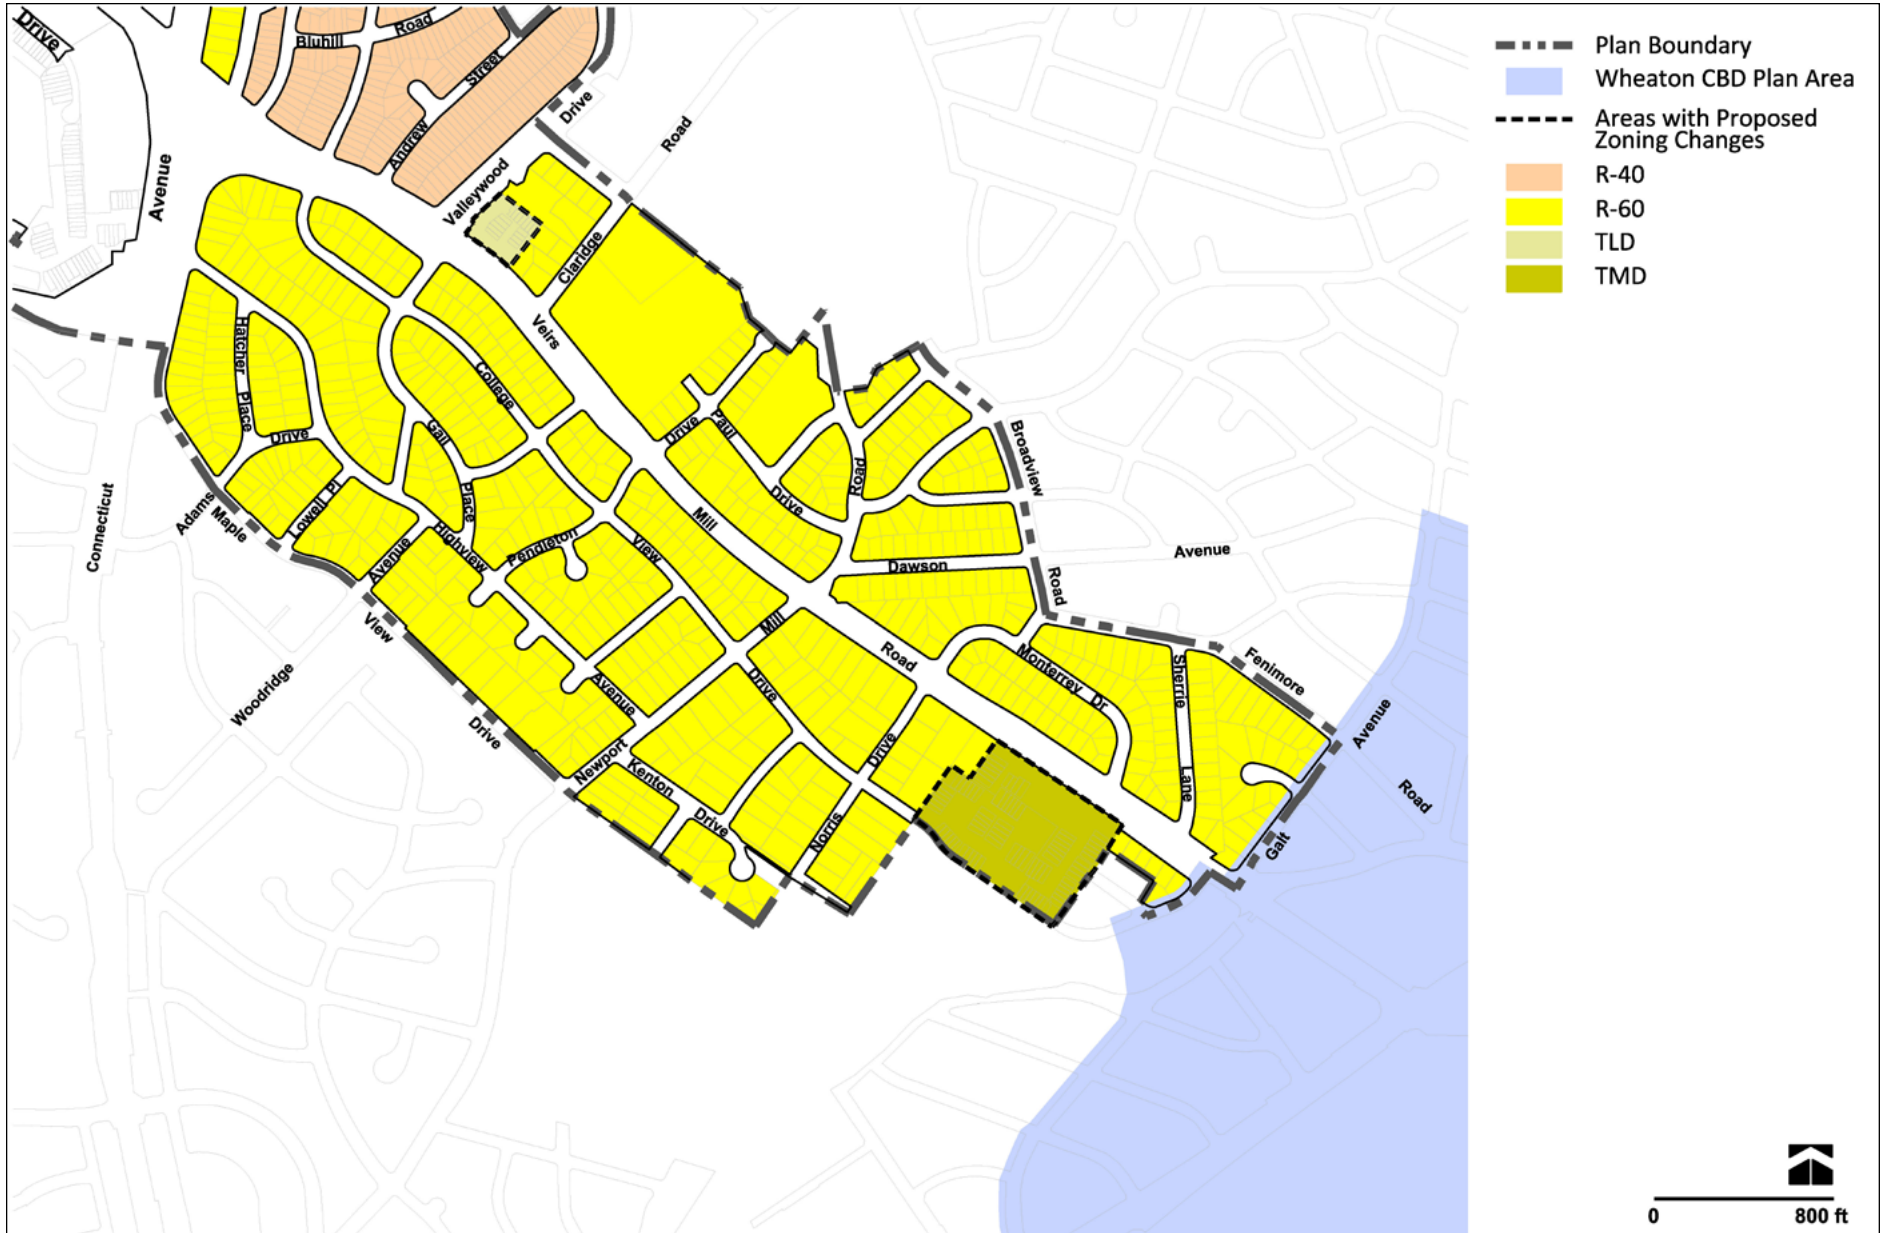 Drive
Bluhill
Road
Street
Andrew
Drive
Road
Avenue
Valleywood
Claridge
Veirs
Hatcher
Place
College
Drive
Gail
Place
Drive
Paul
Drive
Road
Broadview
Connecticut
Adams
Maple
Lowell Pl
Avenue
Highview
Pendleton
View
Mill
Avenue
Dawson
Road
View
Woodridge
Drive
Avenue
Mill
Drive
Road
Monterrey Dr
Sherrie
Lane
Fenimore
Avenue
Road
Newport
Kenton
Drive
Drive
Norris
Galt
Plan Boundary
Wheaton CBD Plan Area
Areas with Proposed
Zoning Changes
R-40
R-60
TLD
TMD
0
800 ft